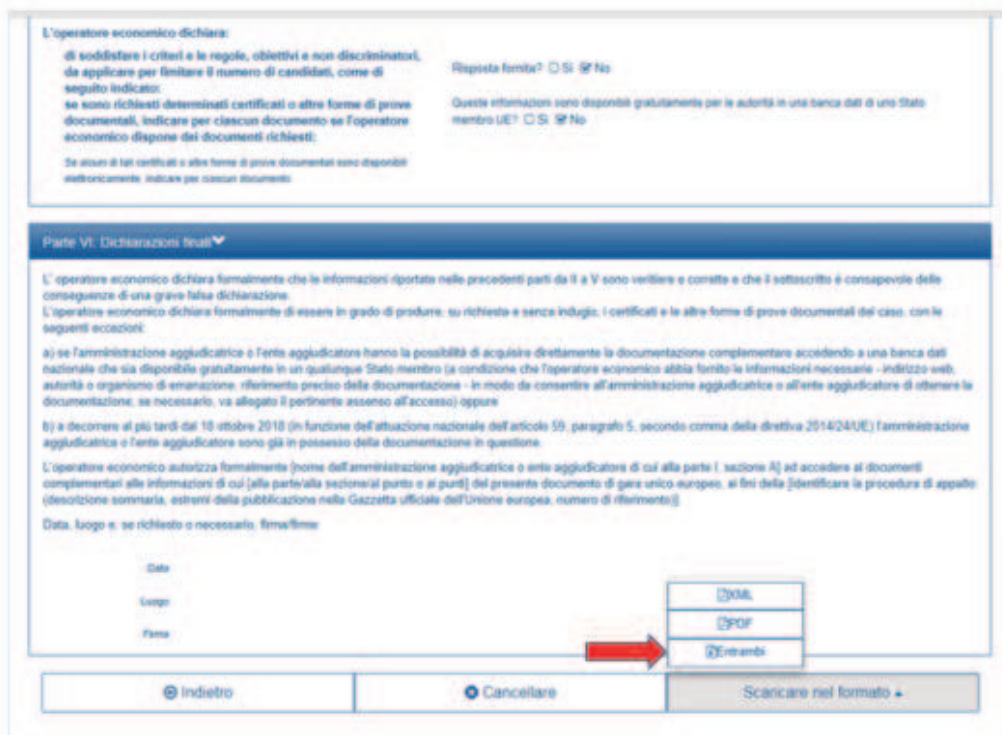 L'operatore economico dichiara:
di soddisfare i criteri e le regole, obiettivi e non discriminatori,
da applicare per limitare il numero di candidati, come di
seguito indicato:
se sono richiesti determinati certificati o altre forme di prove
documentali, indicare per ciascun documento se l'operatore
economico dispone dei documenti richiesti:
Se alcuni di tali certificati o altre forme di prove documentali sono disponibili
elettronicamente, indicare per ciascun documento
Risposta fornita? Sì No
Queste informazioni sono disponibili gratuitamente per le autorità in una banca dati di uno Stato
membro UE? Sì No
Parte VI: Dichiarazioni finali
L' operatore economico dichiara formalmente che le informazioni riportate nelle precedenti parti da II a V sono veritiere e corrette e che il sottoscritto è consapevole delle
conseguenze di una grave falsa dichiarazione.
L'operatore economico dichiara formalmente di essere in grado di produrre, su richiesta e senza indugio, i certificati e le altre forme di prove documentali del caso, con le
seguenti eccezioni:
a) se l'amministrazione aggiudicatrice o l'ente aggiudicatore hanno la possibilità di acquisire direttamente la documentazione complementare accedendo a una banca dati
nazionale che sia disponibile gratuitamente in un qualunque Stato membro (a condizione che l'operatore economico abbia fornito le informazioni necessarie - indirizzo web,
autorità o organismo di emanazione, riferimento preciso della documentazione - in modo da consentire all'amministrazione aggiudicatrice o all'ente aggiudicatore di ottenere la
documentazione; se necessario, va allegato il pertinente assenso all'accesso) oppure
b) a decorrere al più tardi dal 18 ottobre 2018 (in funzione dell'attuazione nazionale dell'articolo 59, paragrafo 5, secondo comma della direttiva 2014/24/UE) l'amministrazione
aggiudicatrice o l'ente aggiudicatore sono già in possesso della documentazione in questione.
L'operatore economico autorizza formalmente [nome dell'amministrazione aggiudicatrice o ente aggiudicatore di cui alla parte I, sezione A] ad accedere ai documenti
complementari alle informazioni di cui [alla parte/alla sezione/al punto o ai punti] del presente documento di gara unico europeo, ai fini della [identificare la procedura di appalto
(descrizione sommaria, estremi della pubblicazione nella Gazzetta ufficiale dell'Unione europea, numero di riferimento)]
Data, luogo e, se richiesto o necessario, firma/firme
Data
Luogo
Firma
XML
PDF
Entrambi
Indietro
Cancellare
Scaricare nel formato